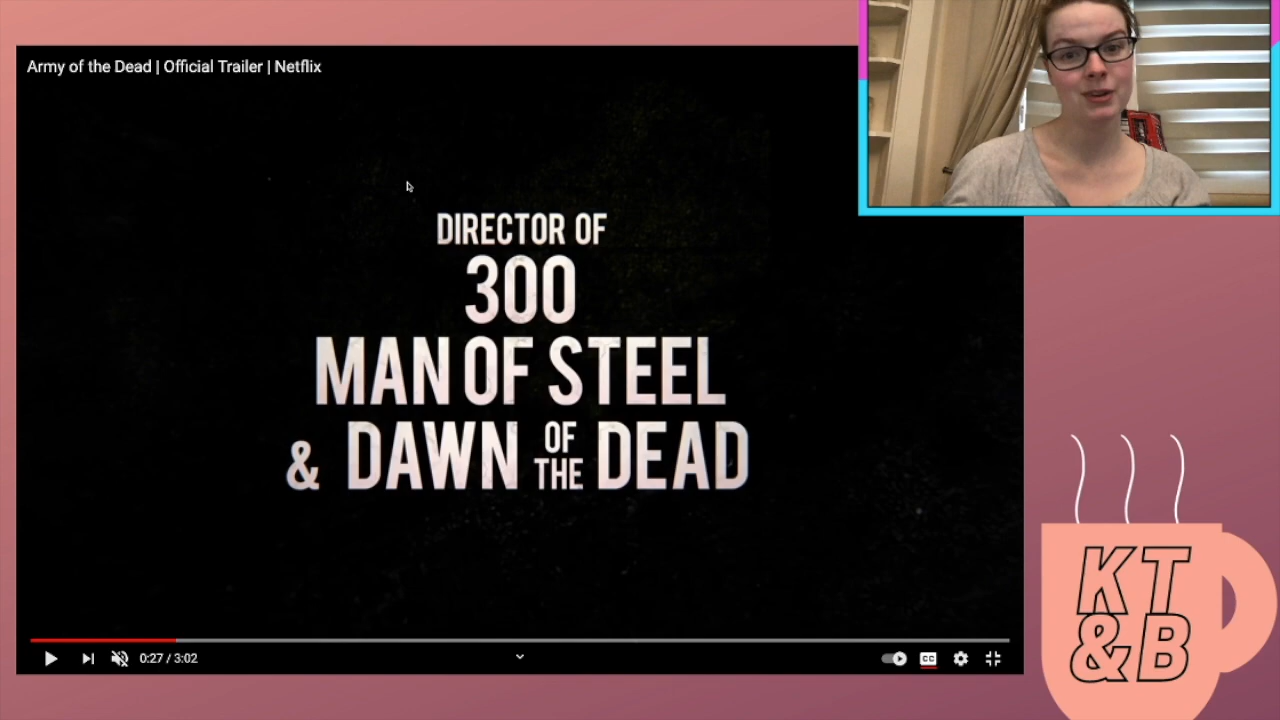 Army of the Dead | Official Trailer | Netflix
DIRECTOR OF
300
MAN OF STEEL
& DAWN OF THE DEAD
0:27 / 3:02
CC
KT
&B